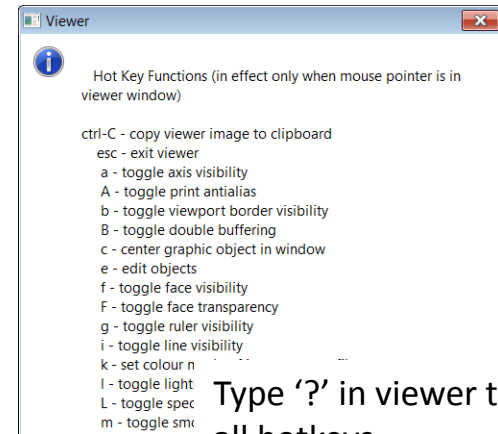 Viewer
Hot Key Functions (in effect only when mouse pointer is in
viewer window)
ctrl-C - copy viewer image to clipboard
esc - exit viewer
a - toggle axis visibility
A - toggle print antialias
b - toggle viewport border visibility
B - toggle double buffering
c - center graphic object in window
e - edit objects
f - toggle face visibility
F - toggle face transparency
g - toggle ruler visibility
i - toggle line visibility
k - set colour
l - toggle
L - toggle
m - toggle
Type ‘?’ in viewer
all hotkeys